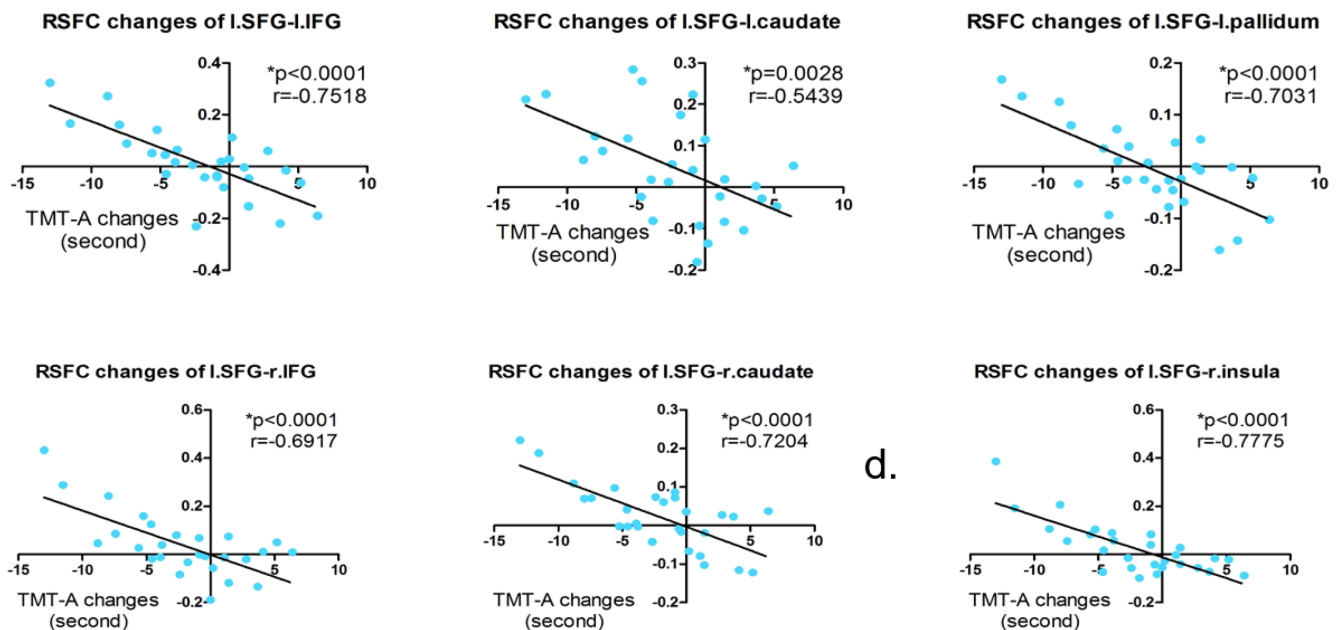 RSFC changes of l.SFG-l.IFG
0.4
*p<0.0001
r=-0.7518
0.2
-15
-10
-5
0
5
10
TMT-A changes
(second)
-0.2
-0.4
RSFC changes of l.SFG-l.caudate
0.3
*p=0.0028
r=-0.5439
0.2
0.1
-15
-10
-5
0
5
10
TMT-A changes
(second)
-0.1
-0.2
RSFC changes of l.SFG-l.pallidum
0.2
*p<0.0001
r=-0.7031
0.1
-15
-10
-5
0
5
10
TMT-A changes
(second)
-0.1
-0.2
RSFC changes of l.SFG-r.IFG
0.6
*p<0.0001
r=-0.6917
0.4
0.2
-15
-10
-5
0
5
10
TMT-A changes
(second)
-0.2
RSFC changes of l.SFG-r.caudate
0.3
*p<0.0001
r=-0.7204
0.2
0.1
-15
-10
-5
0
5
10
TMT-A changes
(second)
-0.1
-0.2
d.
RSFC changes of l.SFG-r.insula
0.6
*p<0.0001
r=-0.7775
0.4
0.2
-15
-10
-5
0
5
10
TMT-A changes
(second)
-0.2